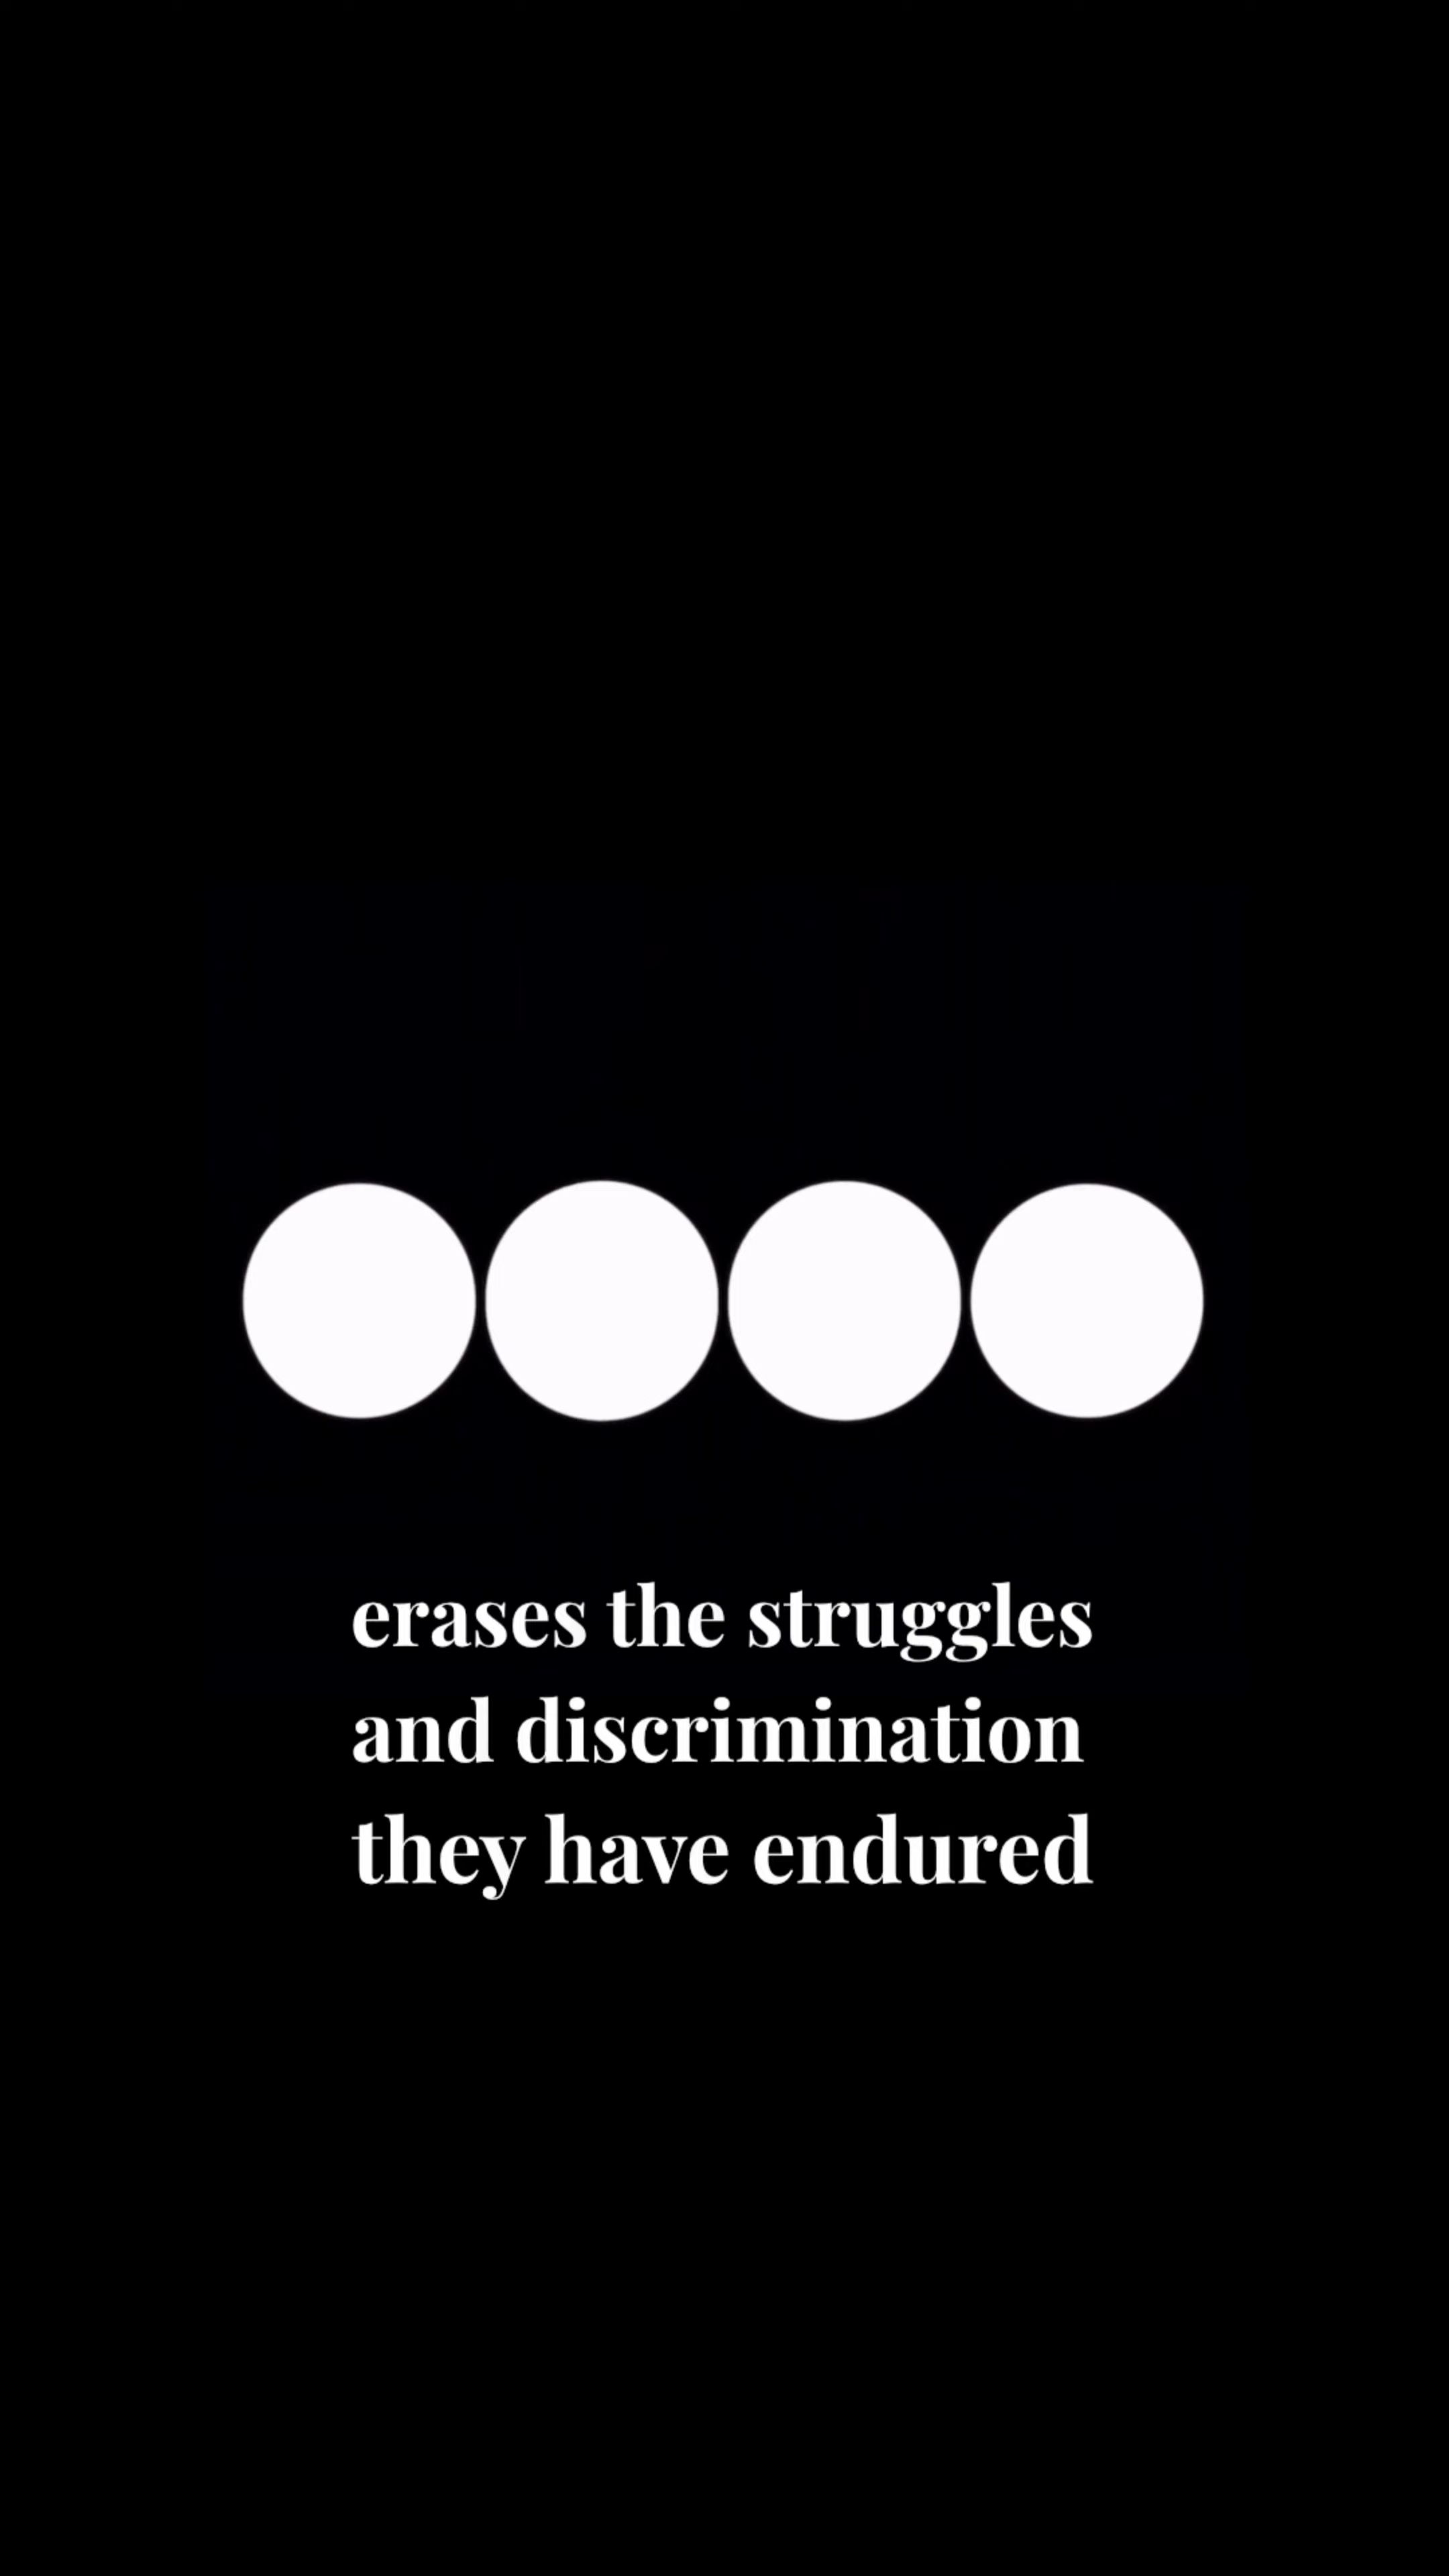 erases the struggles
and discrimination
they have endured